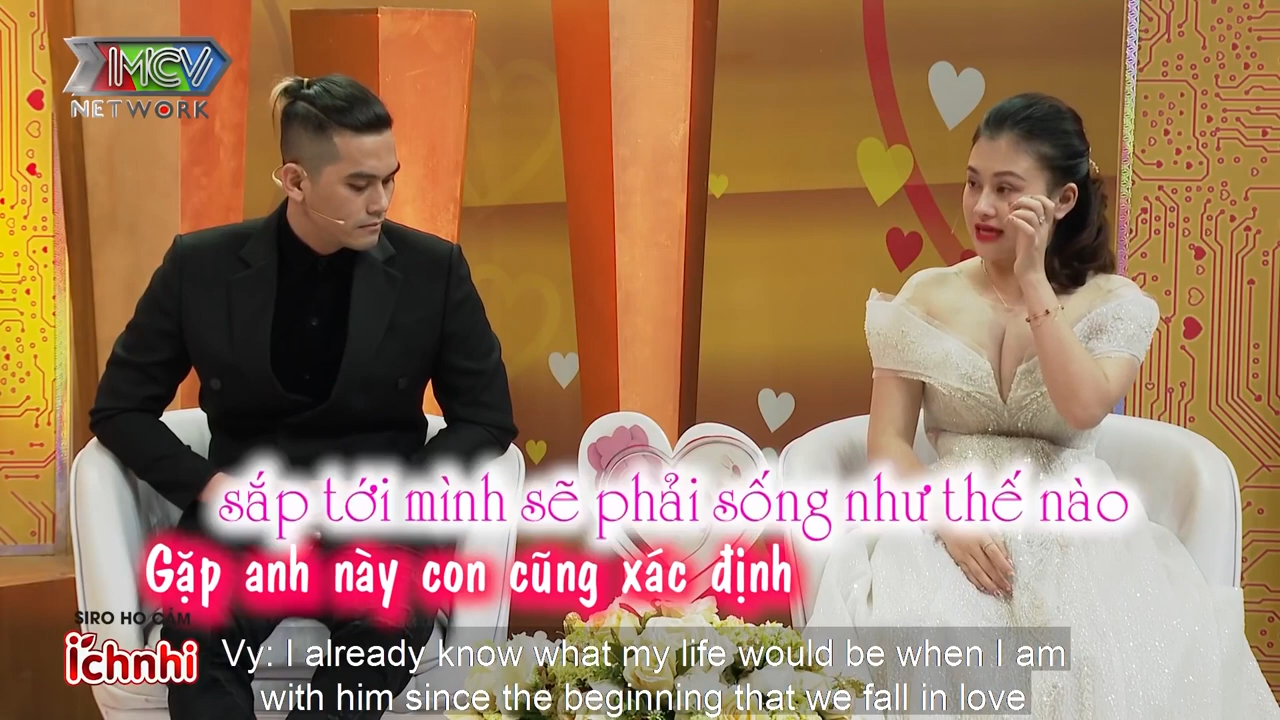 MCV
NETWORK
sắp tới mình sẽ phải sống như thế nào
Gặp anh này con cũng xác định
SIRO HO CẢM
ích nhi
Vy: I already know what my life would be when I am
with him since the beginning that we fall in love